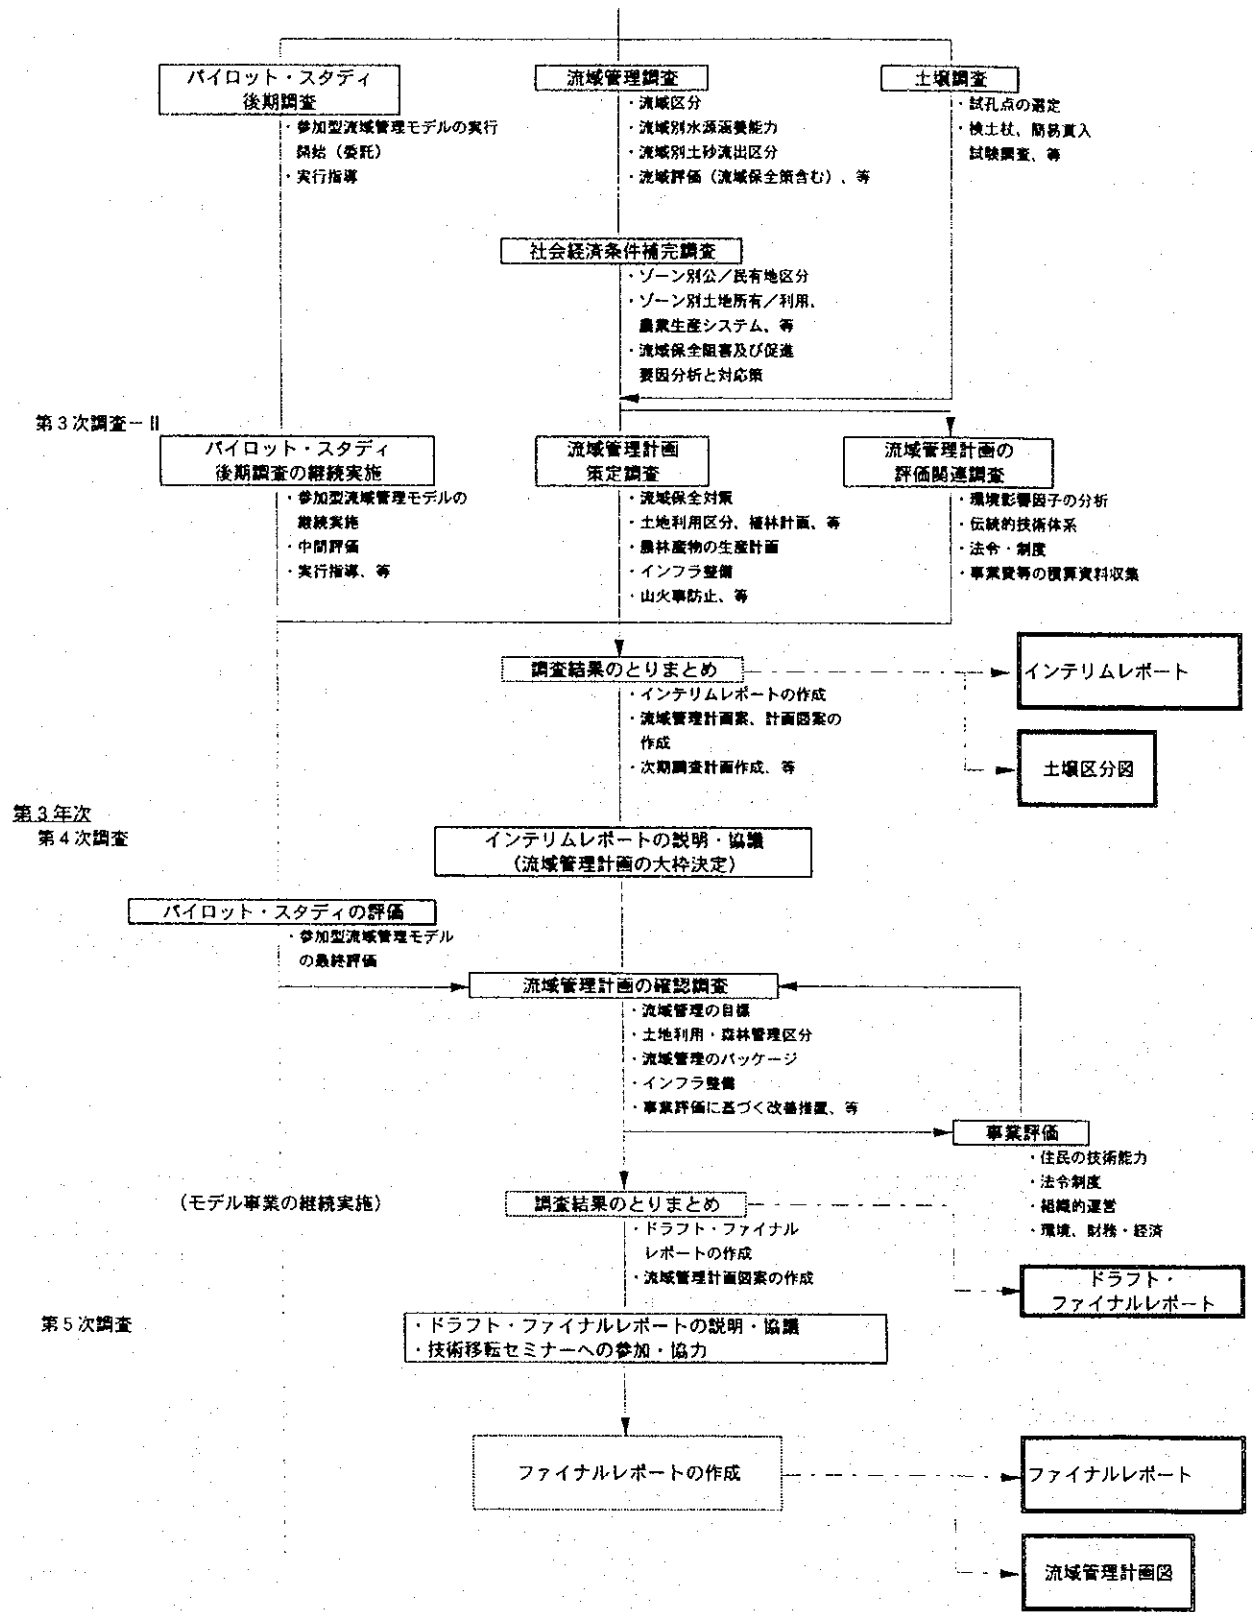 パイロット・スタディ
後期調査
・参加型流域管理モデルの実行
開始（委託）
・実行指導
流域管理調査
・流域区分
・流域別水源涵養能力
・流域別土砂流出区分
・流域評価（流域保全策含む）、等
土壌調査
・試孔点の選定
・検土杖、簡易貫入
試験調査、等
社会経済条件補完調査
・ゾーン別公／民有地区分
・ゾーン別土地所有／利用、
農業生産システム、等
・流域保全阻害及び促進
要因分析と対応策
第３次調査－Ⅱ
パイロット・スタディ
後期調査の継続実施
・参加型流域管理モデルの
継続実施
・中間評価
・実行指導、等
流域管理計画
策定調査
・流域保全対策
・土地利用区分、植林計画、等
・農林産物の生産計画
・インフラ整備
・山火事防止、等
流域管理計画の
評価関連調査
・環境影響因子の分析
・伝統的技術体系
・法令・制度
・事業費等の積算資料収集
調査結果のとりまとめ
・インテリムレポートの作成
・流域管理計画案、計画図案の
作成
・次期調査計画作成、等
インテリムレポート
土壌区分図
第３年次
第４次調査
インテリムレポートの説明・協議
（流域管理計画の大枠決定）
パイロット・スタディの評価
・参加型流域管理モデル
の最終評価
流域管理計画の確認調査
・流域管理の目標
・土地利用・森林管理区分
・流域管理のパッケージ
・インフラ整備
・事業評価に基づく改善措置、等
事業評価
・住民の技術能力
・法令制度
・組織的運営
・環境、財務・経済
（モデル事業の継続実施）
調査結果のとりまとめ
・ドラフト・ファイナル
レポートの作成
・流域管理計画図案の作成
ドラフト・
ファイナルレポート
第５次調査
・ドラフト・ファイナルレポートの説明・協議
・技術移転セミナーへの参加・協力
ファイナルレポートの作成
ファイナルレポート
流域管理計画図